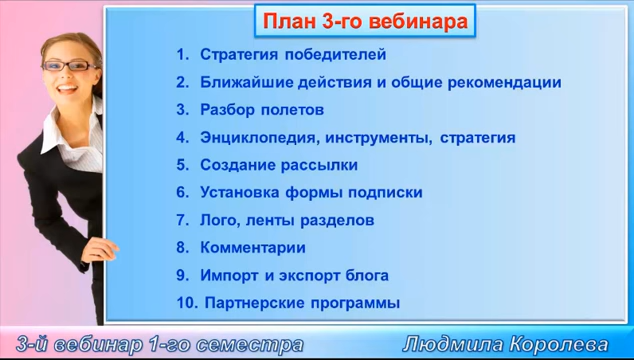 План 3-го вебинара
1. Стратегия победителей
2. Ближайшие действия и общие рекомендации
3. Разбор полетов
4. Энциклопедия, инструменты, стратегия
5. Создание рассылки
6. Установка формы подписки
7. Лого, ленты разделов
8. Комментарии
9. Импорт и экспорт блога
10. Партнерские программы
3-й вебинар 1-го семестра
Людмила Королева